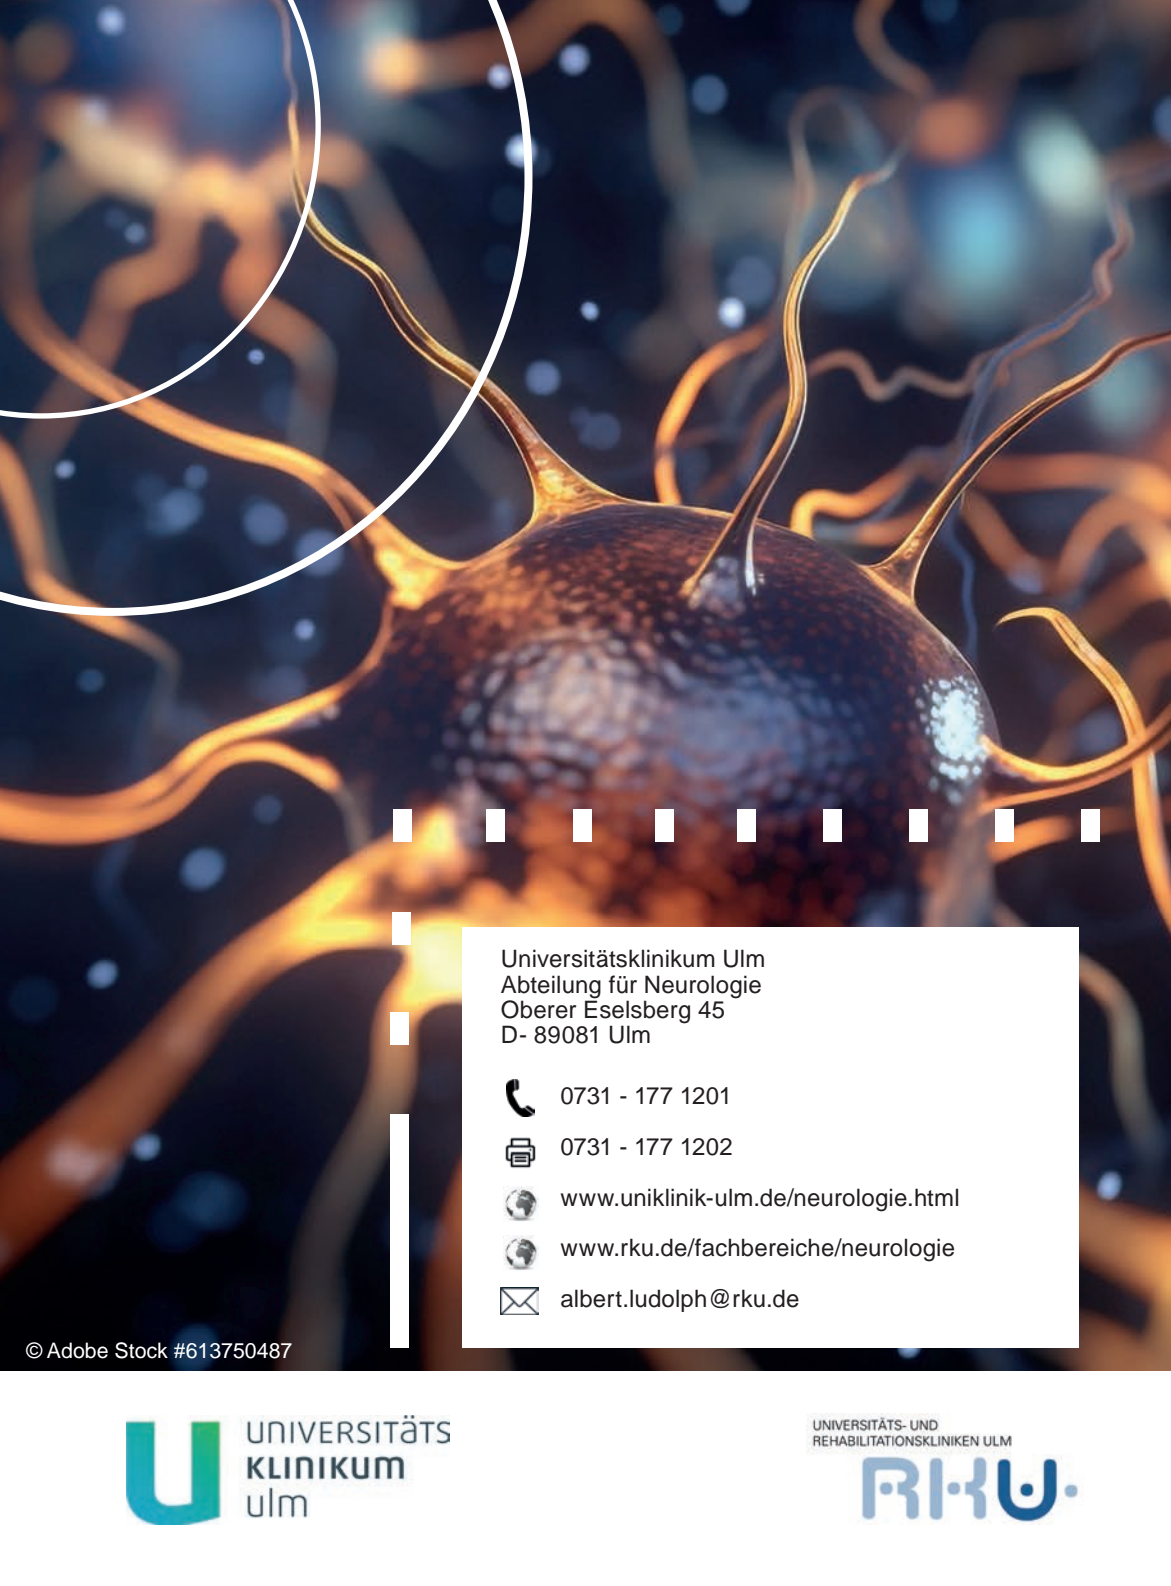 Universitätsklinikum Ulm
Abteilung für Neurologie
Oberer Eselsberg 45
D- 89081 Ulm
0731 - 177 1201
0731 - 177 1202
www.uniklinik-ulm.de/neurologie.html
www.rku.de/fachbereiche/neurologie
albert.ludolph@rku.de
© Adobe Stock #613750487
UNIVERSITäTS
KLINIKUM
ulm
UNIVERSITÄTS- UND
REHABILITATIONSKLINIKEN ULM
RKU